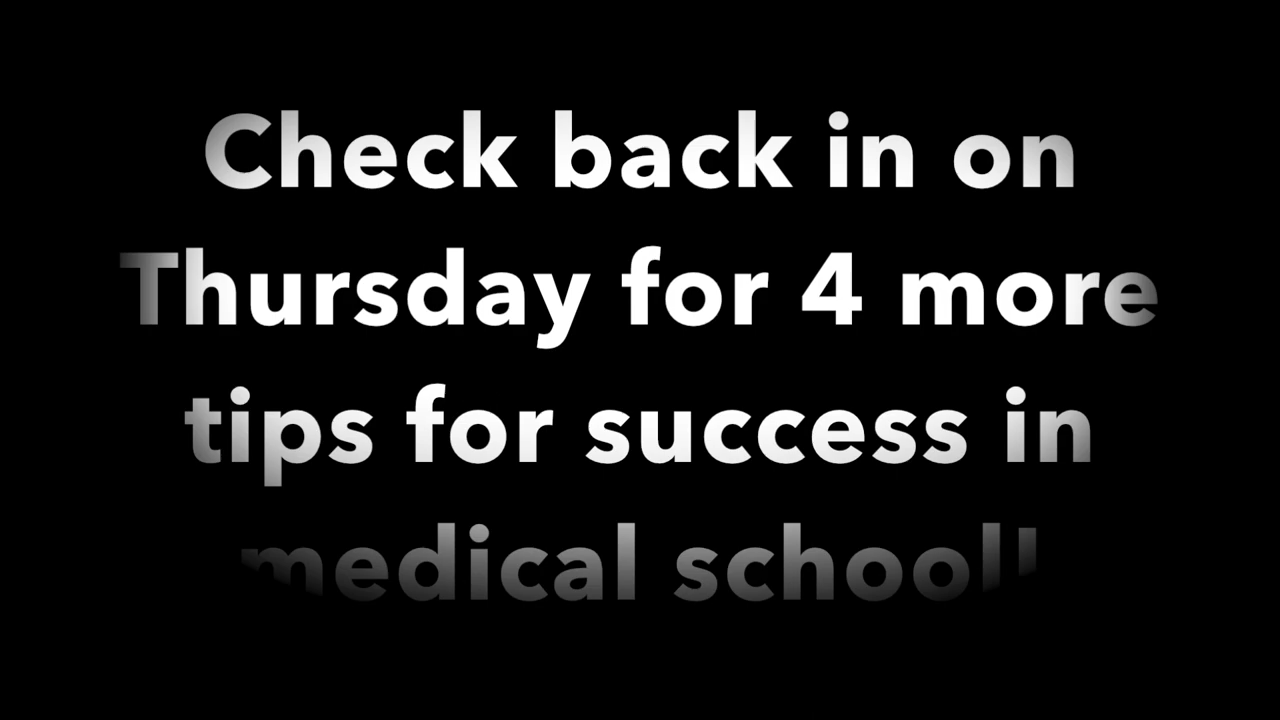 Check back in on
Thursday for 4 more
tips for success in
medical school!